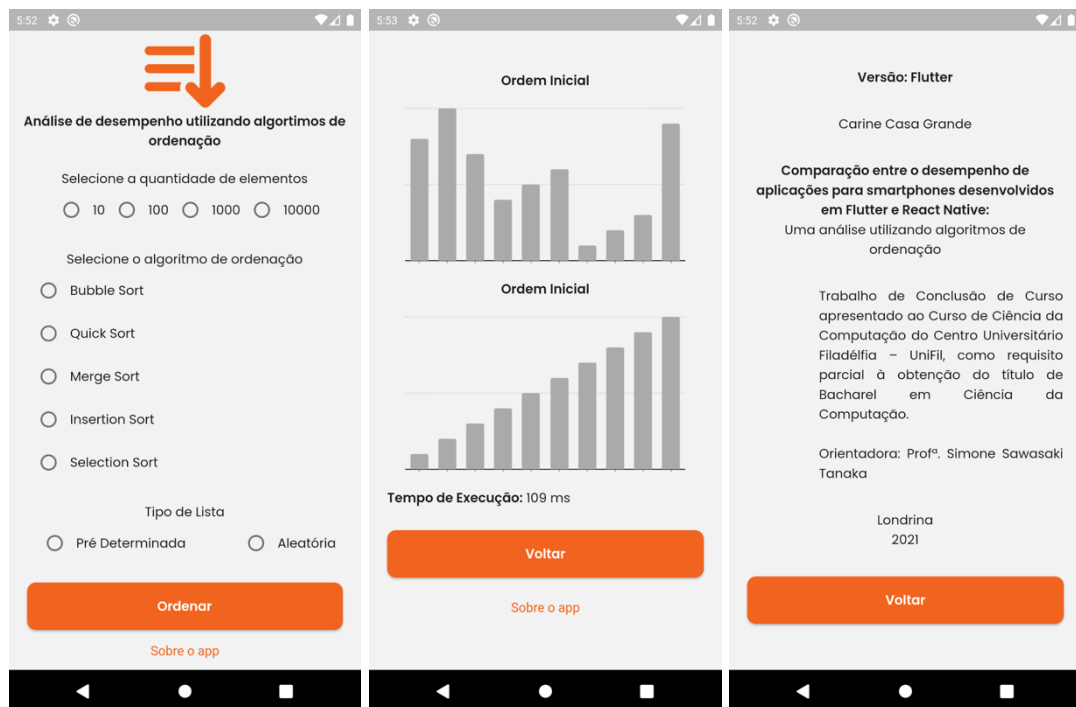 5:52
Análise de desempenho utilizando algortimos de
ordenação
Selecione a quantidade de elementos
10 100 1000 10000
Selecione o algoritmo de ordenação
Bubble Sort
Quick Sort
Merge Sort
Insertion Sort
Selection Sort
Tipo de Lista
Pré Determinada Aleatória
Ordenar
Sobre o app
5:53
Ordem Inicial
Ordem Inicial
Tempo de Execução: 109 ms
Voltar
Sobre o app
5:52
Versão: Flutter
Carine Casa Grande
Comparação entre o desempenho de
aplicações para smartphones desenvolvidos
em Flutter e React Native:
Uma análise utilizando algoritmos de
ordenação
Trabalho de Conclusão de Curso
apresentado ao Curso de Ciência da
Computação do Centro Universitário
Filadélfia – UniFil, como requisito
parcial à obtenção do título de
Bacharel em Ciência da
Computação.
Orientadora: Profª. Simone Sawasaki
Tanaka
Londrina
2021
Voltar